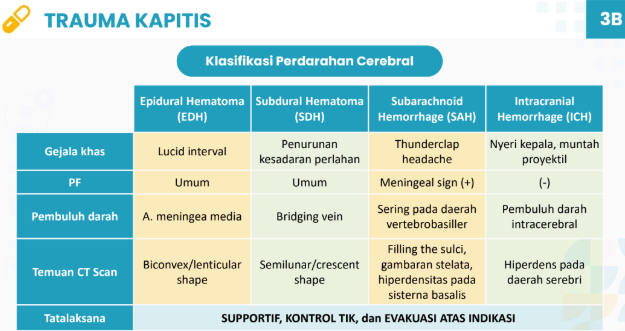 TRAUMA KAPITIS
3B
Klasifikasi Perdarahan Cerebral
Epidural Hematoma
(EDH)
Subdural Hematoma
(SDH)
Subarachnoid
Hemorrhage (SAH)
Intracranial
Hemorrhage (ICH)
Gejala khas
Lucid interval
Penurunan
kesadaran perlahan
Thunderclap
headache
Nyeri kepala, muntah
proyektil
PF
Umum
Umum
Meningeal sign (+)
(-)
Pembuluh darah
A. meningea media
Bridging vein
Sering pada daerah
vertebrobasiller
Pembuluh darah
intracerebral
Temuan CT Scan
Biconvex/lenticular
shape
Semilunar/crescent
shape
Filling the sulci,
gambaran stelata,
hiperdensitas pada
sisterna basalis
Hiperdens pada
daerah serebri
Tatalaksana
SUPPORTIF, KONTROL TIK, dan EVAKUASI ATAS INDIKASI